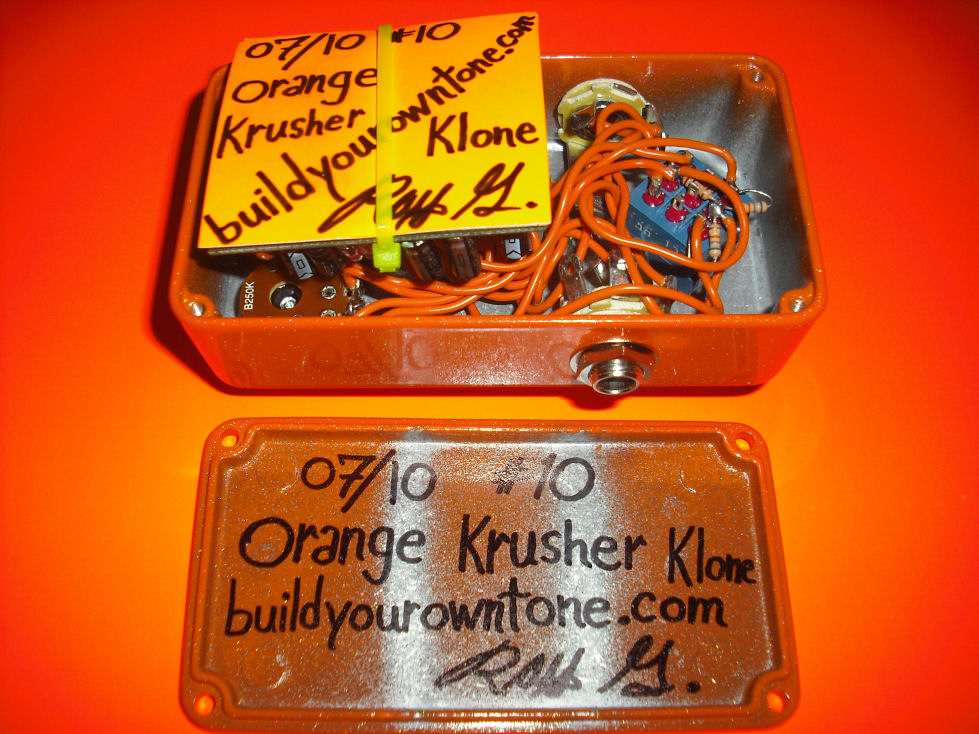 07/10 #10
Orange
Krusher Klone
buildyourowntone.com
B250K
07/10 #10
Orange Krusher Klone
buildyourowntone.com